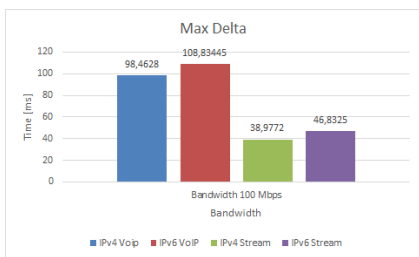 Max Delta
120
100
80
60
40
20
0
Time [ms]
98,4628
108,83445
38,9772
46,8325
Bandwidth 100 Mbps
Bandwidth
IPv4 Voip
IPv6 VoIP
IPv4 Stream
IPv6 Stream